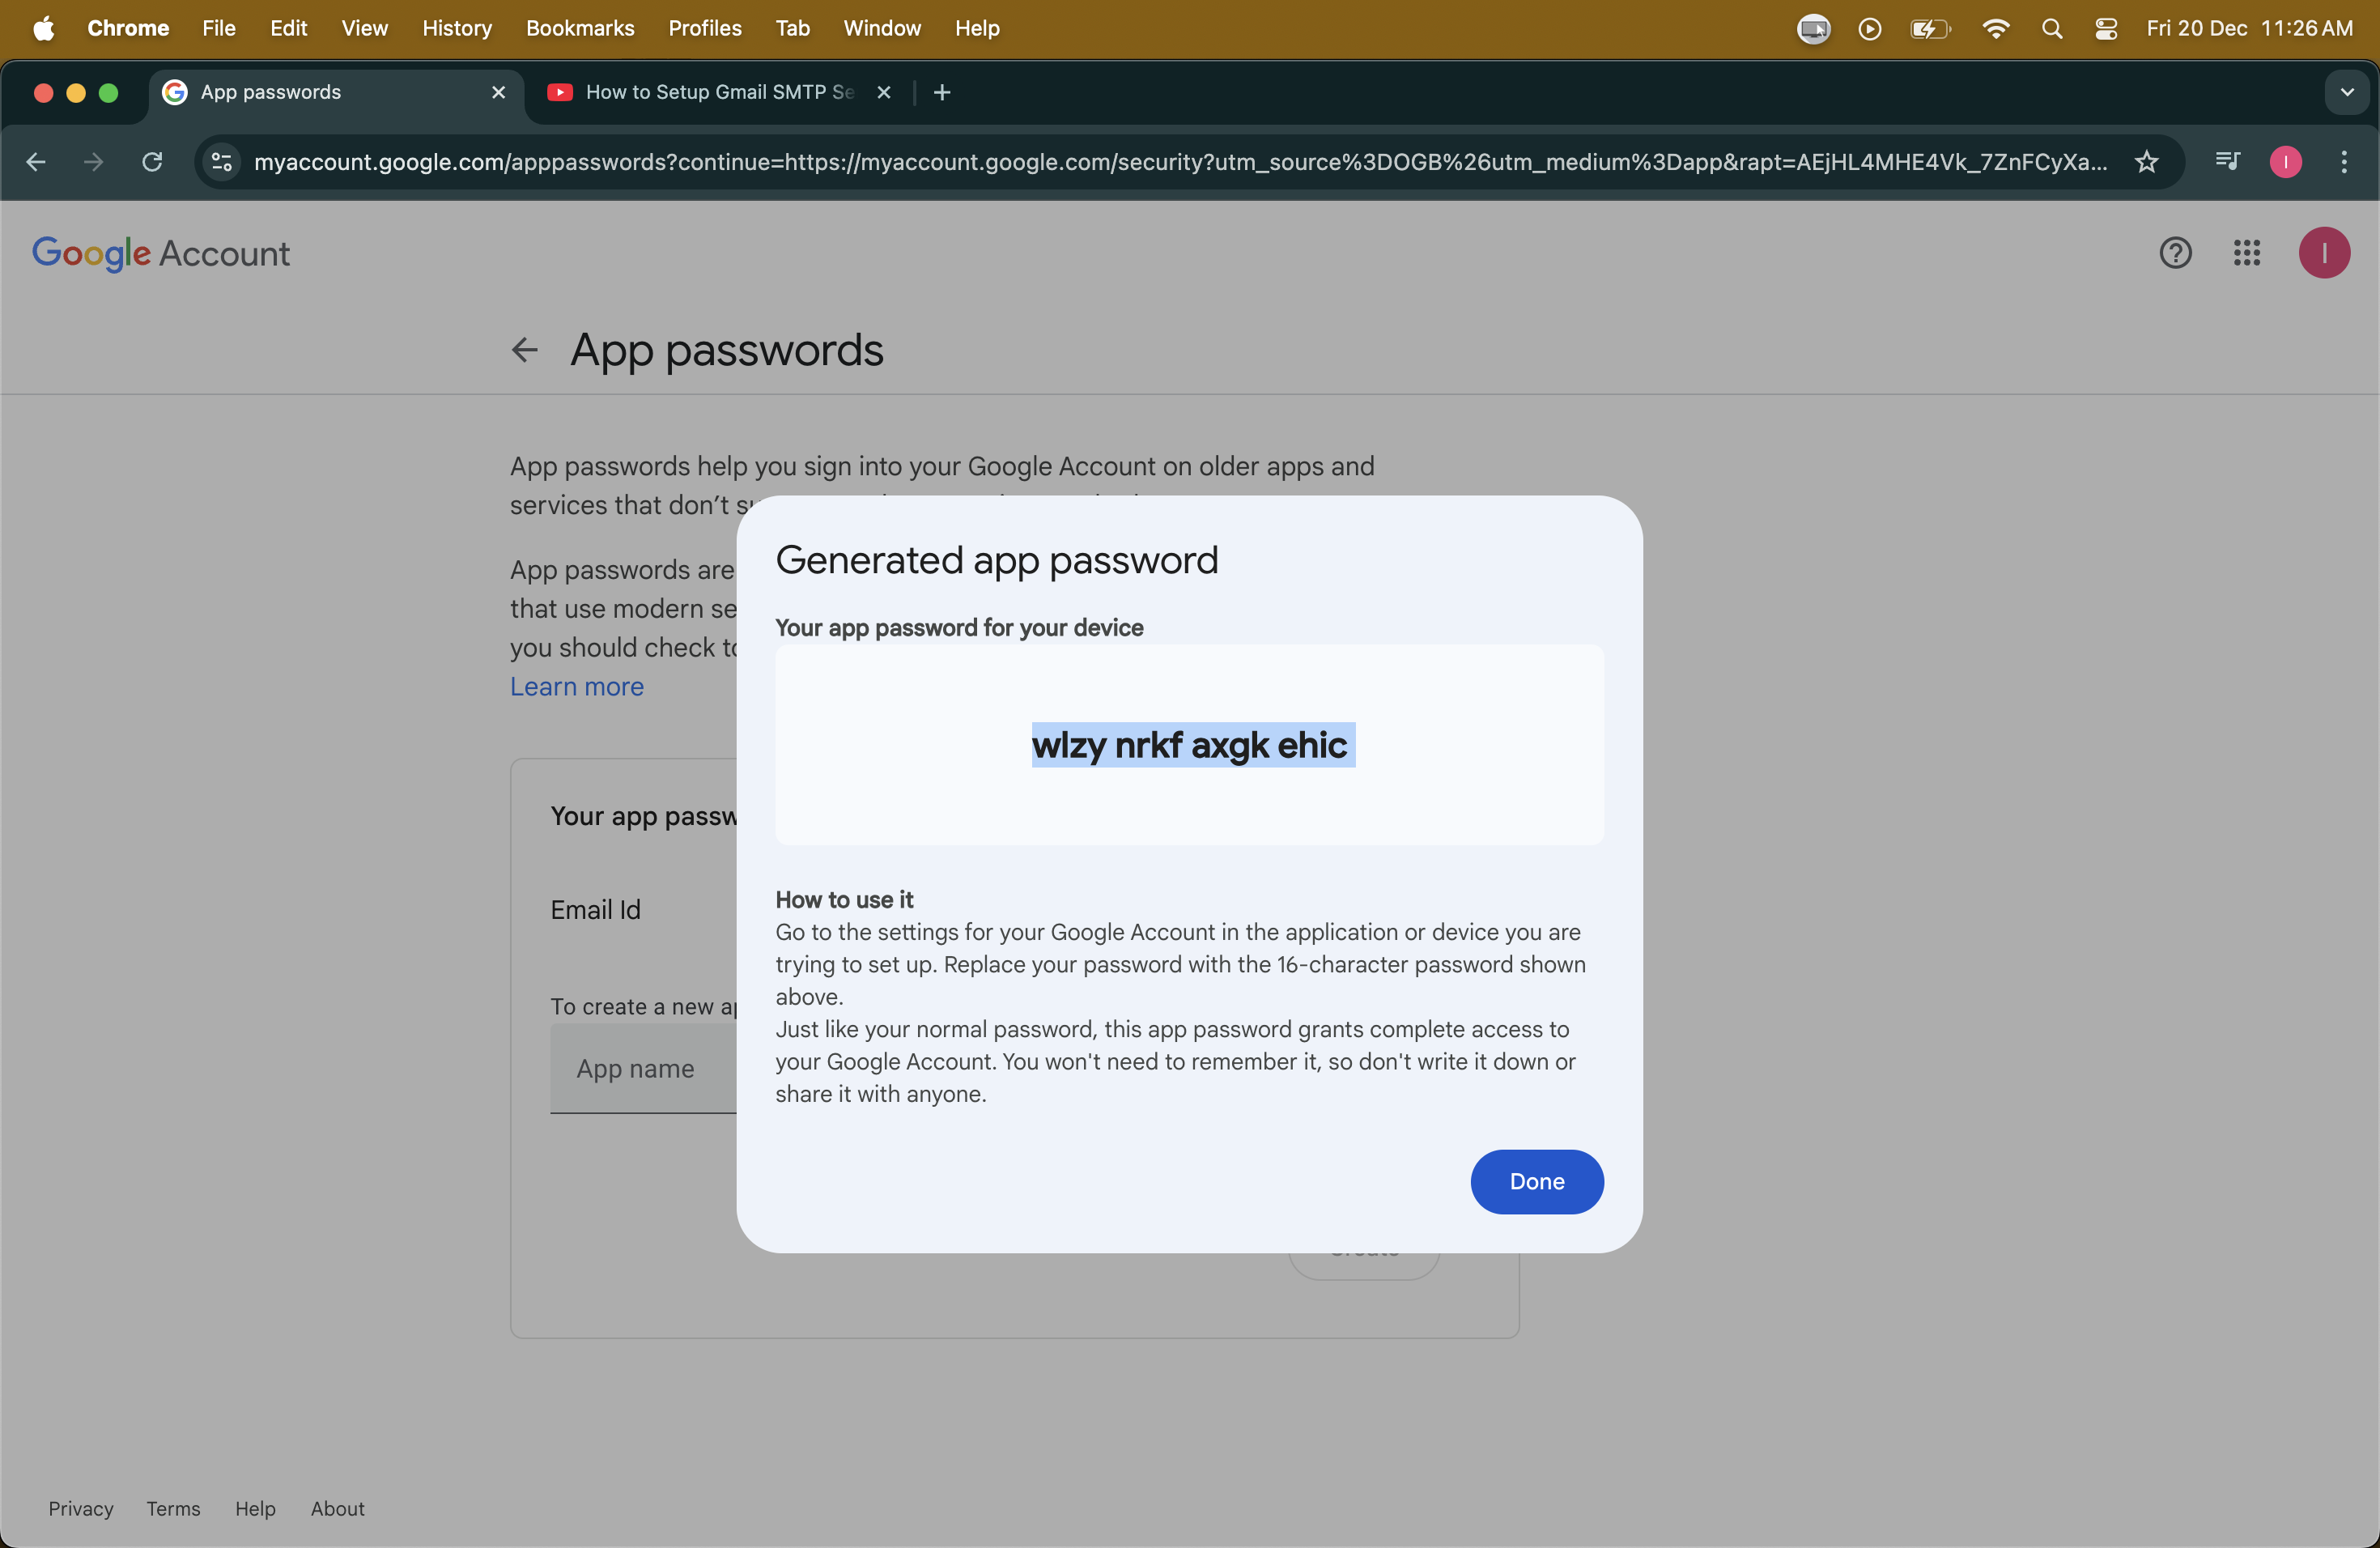 Chrome File Edit View History Bookmarks Profiles Tab Window Help Fri 20 Dec 11:26 AM
App passwords How to Setup Gmail SMTP Se
myaccount.google.com/apppasswords?continue=https://myaccount.google.com/security?utm_source%3DOGB%26utm_medium%3Dapp&rapt=AEjHL4MHE4Vk_7ZnFCyXa...
I
Google Account
I
App passwords
App passwords help you sign into your Google Account on older apps and
services that don't
App passwords are
that use modern se
you should check to
Learn more
Your app passw
Email Id
To create a new ap
App name
Generated app password
Your app password for your device
wlzy nrkf axgk ehic
How to use it
Go to the settings for your Google Account in the application or device you are
trying to set up. Replace your password with the 16-character password shown
above.
Just like your normal password, this app password grants complete access to
your Google Account. You won't need to remember it, so don't write it down or
share it with anyone.
Done
Create
Privacy Terms Help About